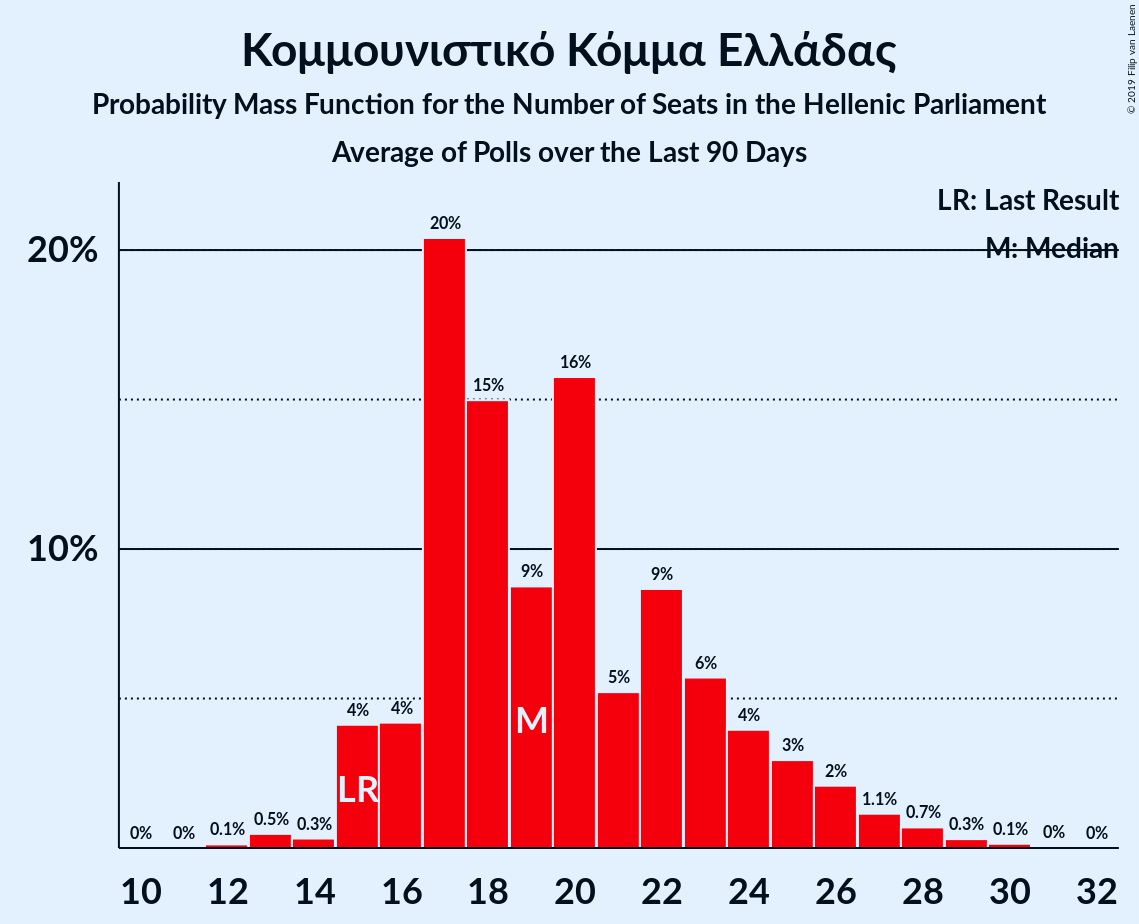 Κομμουνιστικό Κόμμα Ελλάδας
Probability Mass Function for the Number of Seats in the Hellenic Parliament
Average of Polls over the Last 90 Days
© 2019 Filip van Laenen
LR: Last Result
M: Median
20%
10%
0%
0%
0.1%
0.5%
0.3%
4%
4%
20%
15%
9%
16%
5%
9%
6%
4%
3%
2%
1.1%
0.7%
0.3%
0.1%
0%
0%
LR
M
10 12 14 16 18 20 22 24 26 28 30 32